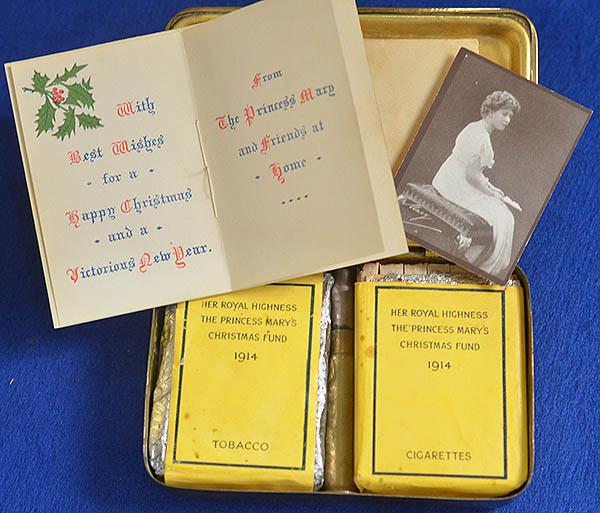 With
Best Wishes
- for a -
Happy Christmas
- and a -
Victorious New Year.
From
The Princess Mary
and Friends at
- Home -
....
Mary
HER ROYAL HIGHNESS
THE PRINCESS MARY'S
CHRISTMAS FUND
1914
TOBACCO
HER ROYAL HIGHNESS
THE PRINCESS MARY'S
CHRISTMAS FUND
1914
CIGARETTES